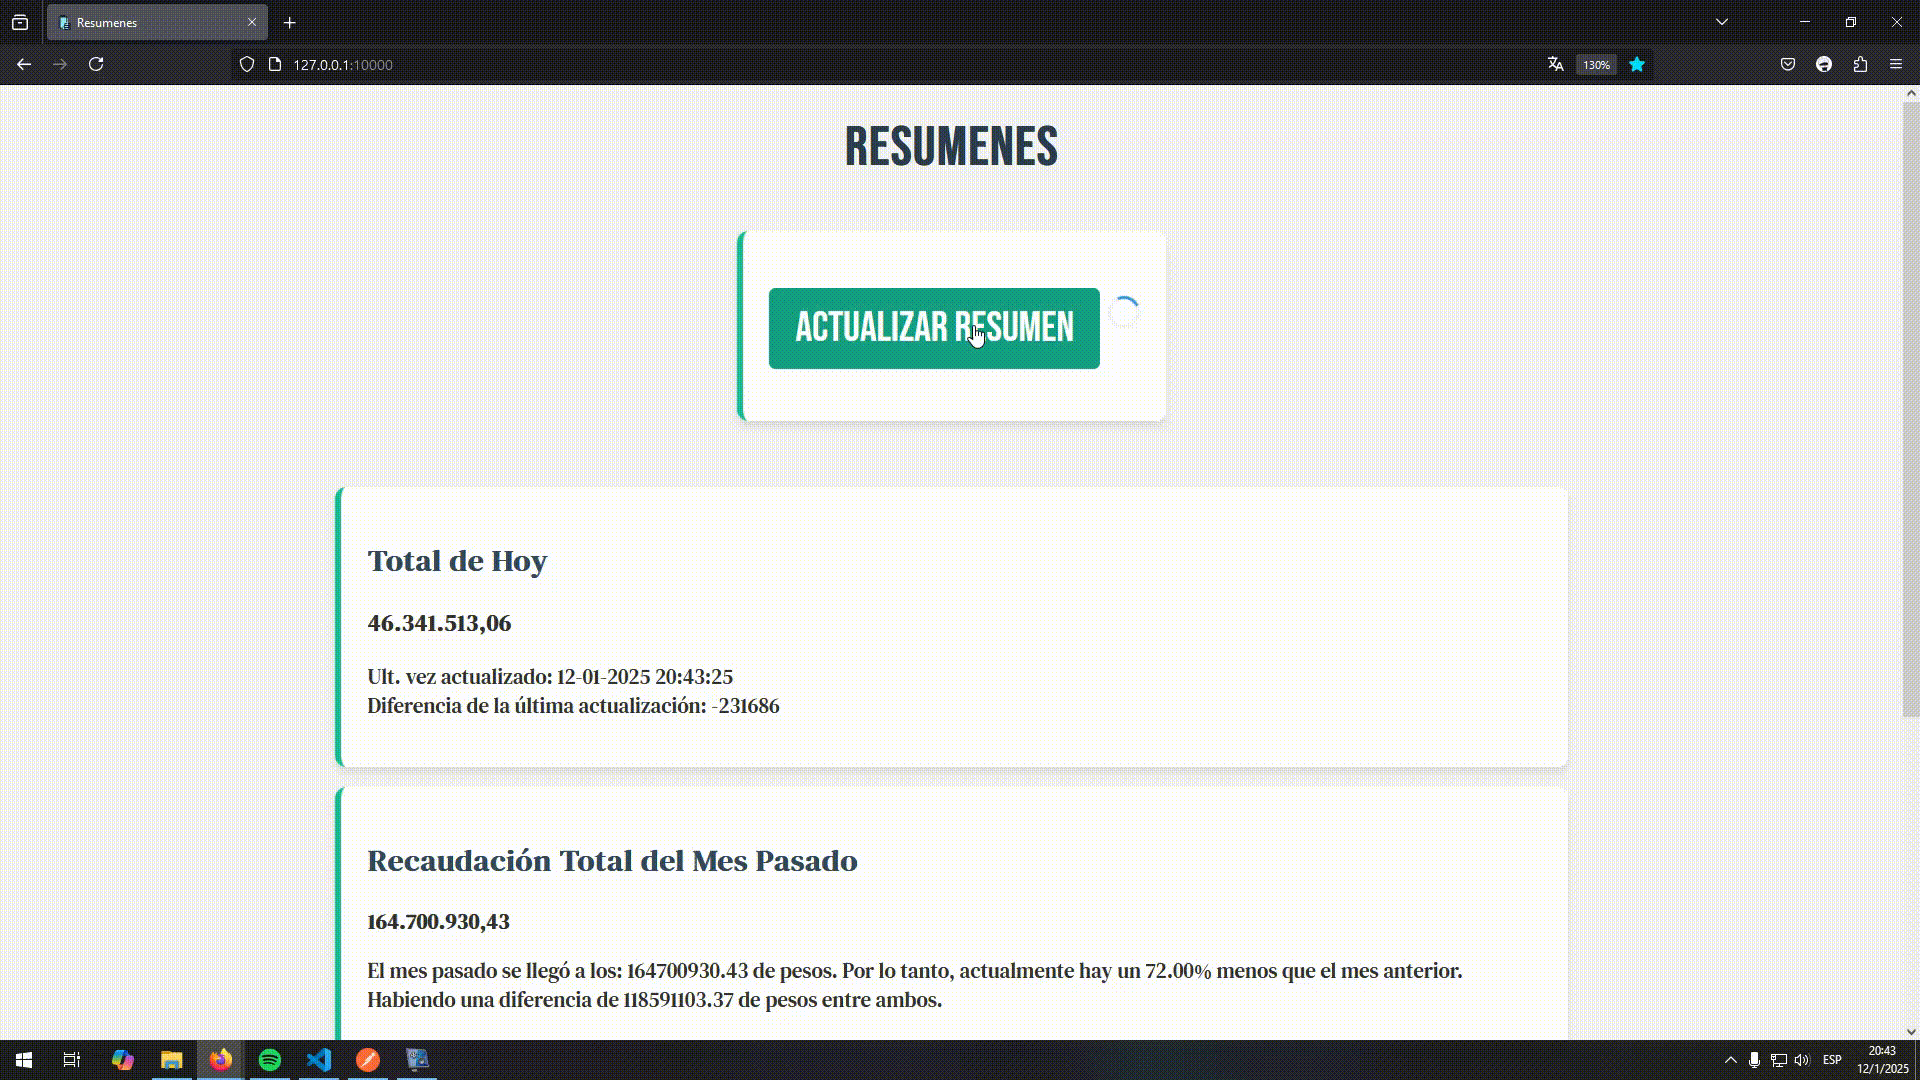 Resumenes
127.0.0.1:10000
130%
RESUMENES
ACTUALIZAR RESUMEN
Total de Hoy
46.341.513,06
Ult. vez actualizado: 12-01-2025 20:43:25
Diferencia de la última actualización: -231686
Recaudación Total del Mes Pasado
164.700.930,43
El mes pasado se llegó a los: 164700930.43 de pesos. Por lo tanto, actualmente hay un 72.00% menos que el mes anterior.
Habiendo una diferencia de 118591103.37 de pesos entre ambos.
ESP
20:43
12/1/2025